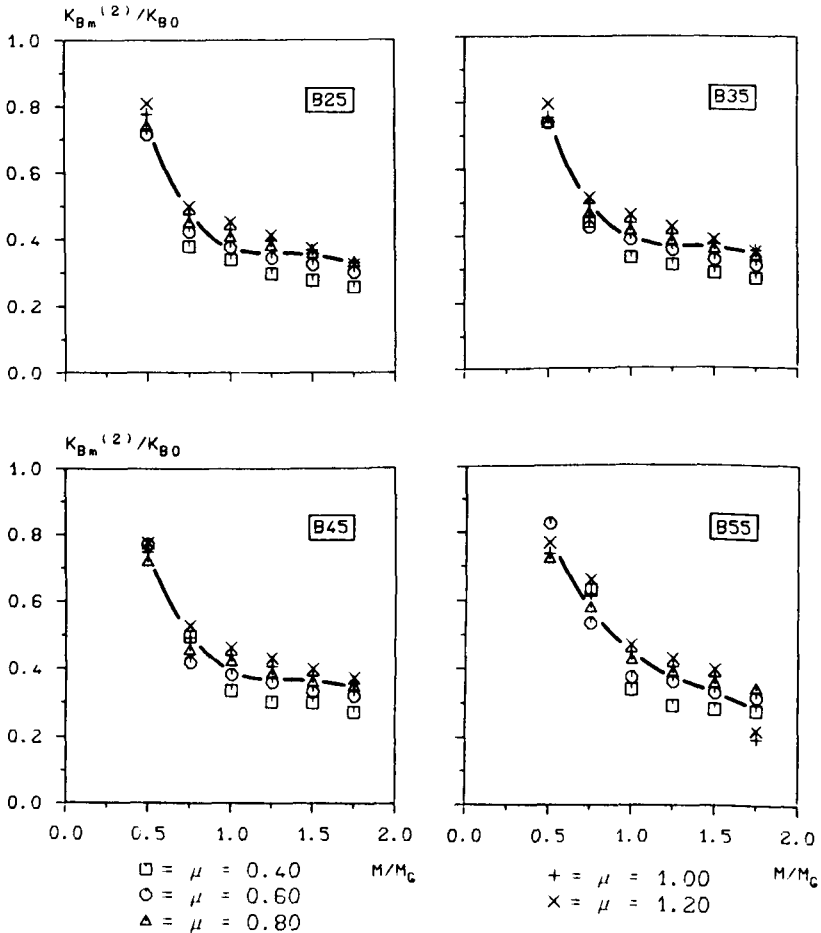 K_Bm^(2)/K_B0
1.0
0.8
0.6
0.4
0.2
0.0
B25
B35
K_Bm^(2)/K_B0
1.0
0.8
0.6
0.4
0.2
0.0
B45
B55
0.0 0.5 1.0 1.5 2.0
0.0 0.5 1.0 1.5 2.0
M/M_G
□ = μ = 0.40
○ = μ = 0.60
△ = μ = 0.80
+ = μ = 1.00
× = μ = 1.20